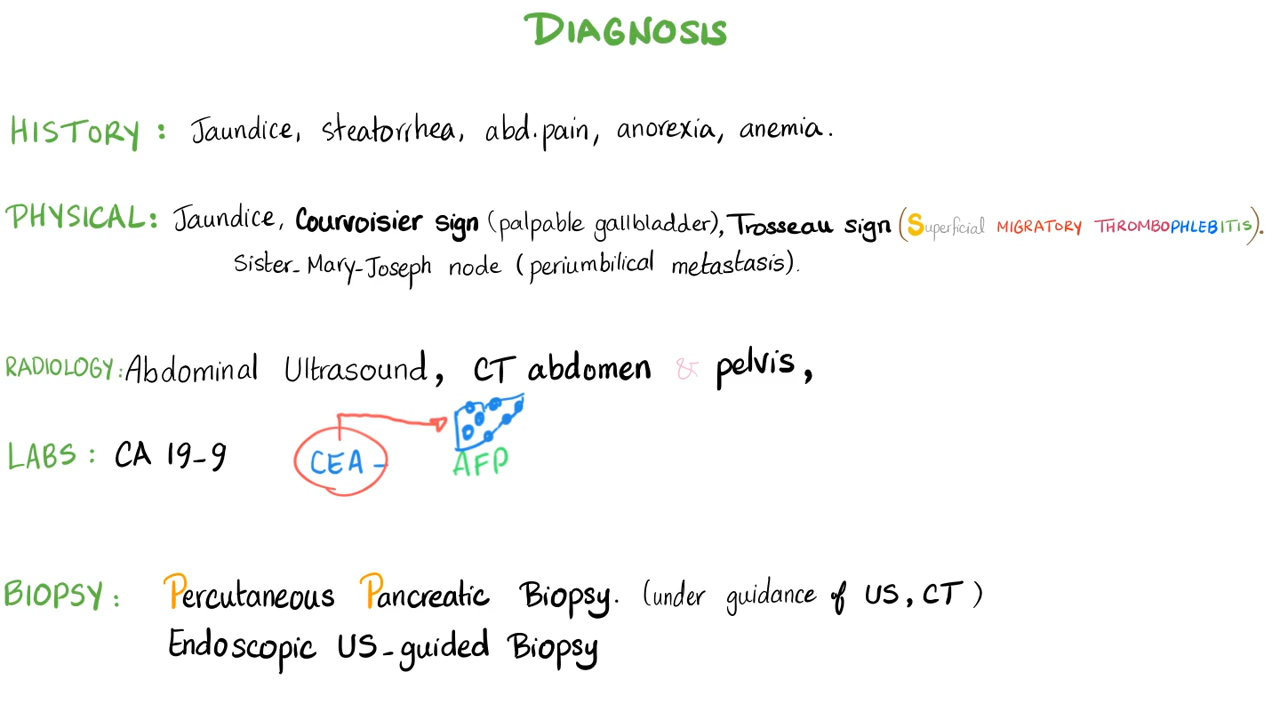 DIAGNOSIS
HISTORY: Jaundice, steatorrhea, abd.pain, anorexia, anemia.
PHYSICAL: Jaundice, Courvoisier sign (palpable gallbladder), Trosseau sign (Superficial MIGRATORY THROMBOPHLEBITIS).
Sister-Mary-Joseph node (periumbilical metastasis).
RADIOLOGY: Abdominal Ultrasound, CT abdomen & pelvis,
LABS: CA 19-9 CEA- AFP
BIOPSY: Percutaneous Pancreatic Biopsy. (under guidance of US, CT)
Endoscopic US-guided Biopsy